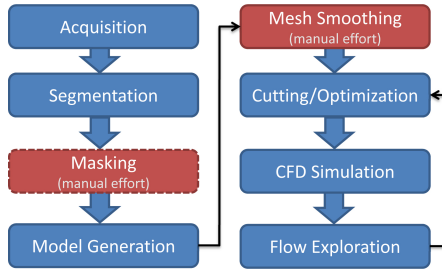 Acquisition
Segmentation
Masking
(manual effort)
Model Generation
Mesh Smoothing
(manual effort)
Cutting/Optimization
CFD Simulation
Flow Exploration